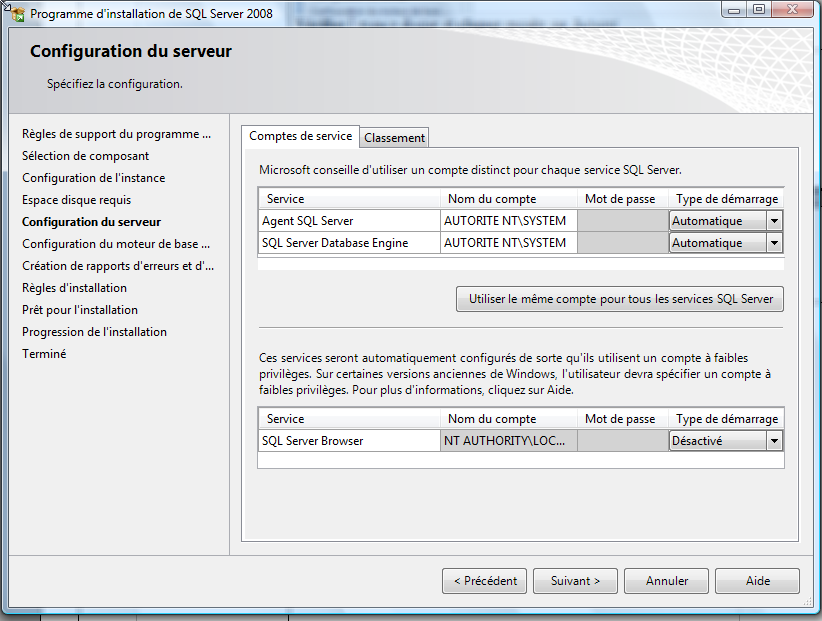 Programme d'installation de SQL Server 2008
Configuration du serveur
Spécifiez la configuration.
Règles de support du programme ...
Sélection de composant
Configuration de l'instance
Espace disque requis
Configuration du serveur
Configuration du moteur de base ...
Création de rapports d'erreurs et d'...
Règles d'installation
Prêt pour l'installation
Progression de l'installation
Terminé
Comptes de service Classement
Microsoft conseille d'utiliser un compte distinct pour chaque service SQL Server.
Service Nom du compte Mot de passe Type de démarrage
Agent SQL Server AUTORITE NT\SYSTEM Automatique
SQL Server Database Engine AUTORITE NT\SYSTEM Automatique
Utiliser le même compte pour tous les services SQL Server
Ces services seront automatiquement configurés de sorte qu'ils utilisent un compte à faibles
privilèges. Sur certaines versions anciennes de Windows, l'utilisateur devra spécifier un compte à
faibles privilèges. Pour plus d'informations, cliquez sur Aide.
Service Nom du compte Mot de passe Type de démarrage
SQL Server Browser NT AUTHORITY\LOC... Désactivé
< Précédent Suivant > Annuler Aide